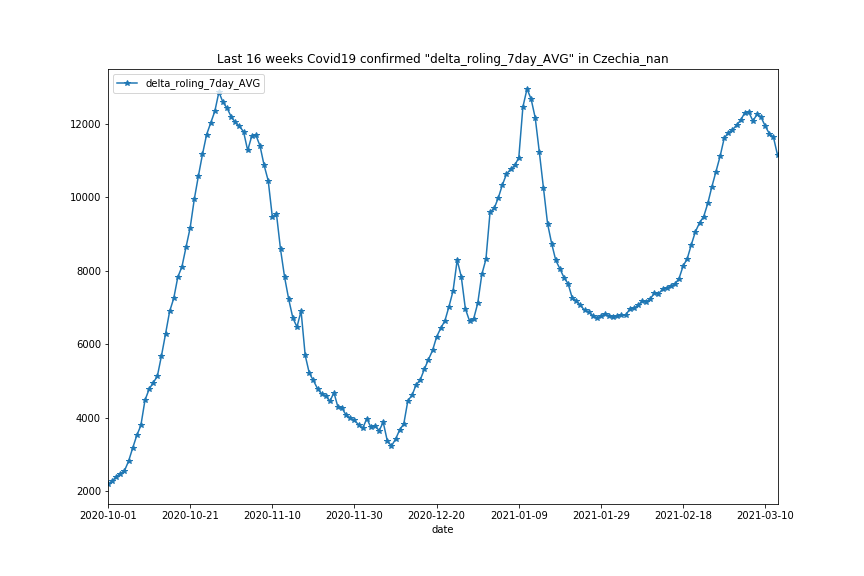 Last 16 weeks Covid19 confirmed "delta_roling_7day_AVG" in Czechia_nan
delta_roling_7day_AVG
12000
10000
8000
6000
4000
2000
2020-10-01 2020-10-21 2020-11-10 2020-11-30 2020-12-20 2021-01-09 2021-01-29 2021-02-18 2021-03-10
date